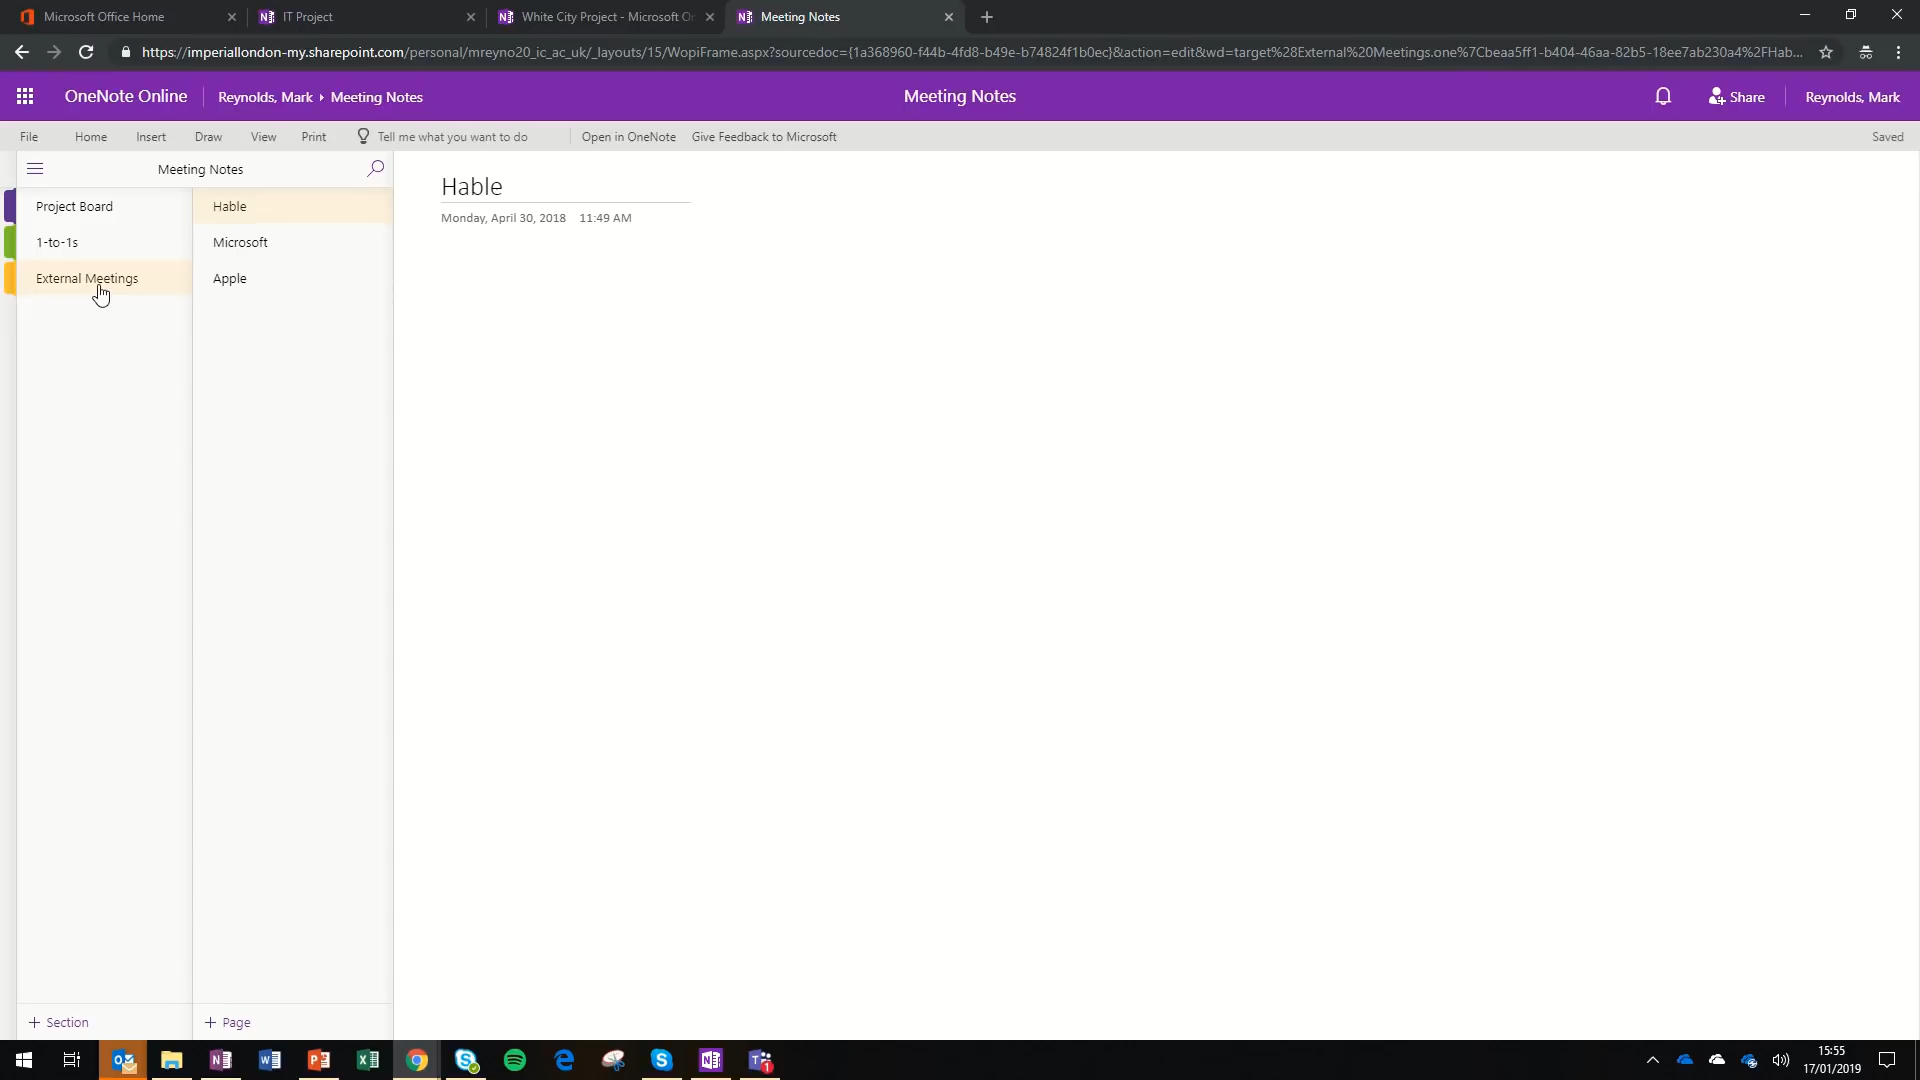 Microsoft Office Home
IT Project
White City Project - Microsoft On
Meeting Notes
https://imperiallondon-my.sharepoint.com/personal/mreyno20_ic_ac_uk/_layouts/15/WopiFrame.aspx?sourcedoc={1a368960-f44b-4fd8-b49e-b74824f1b0ec}&action=edit&wd=target%28External%20Meetings.one%7Cbeaa5ff1-b404-46aa-82b5-18ee7ab230a4%2FHab...
OneNote Online
Reynolds, Mark ▸ Meeting Notes
Meeting Notes
Share
Reynolds, Mark
File
Home
Insert
Draw
View
Print
Tell me what you want to do
Open in OneNote
Give Feedback to Microsoft
Saved
Meeting Notes
Project Board
1-to-1s
External Meetings
Hable
Microsoft
Apple
Hable
Monday, April 30, 2018 11:49 AM
+ Section
+ Page
15:55
17/01/2019